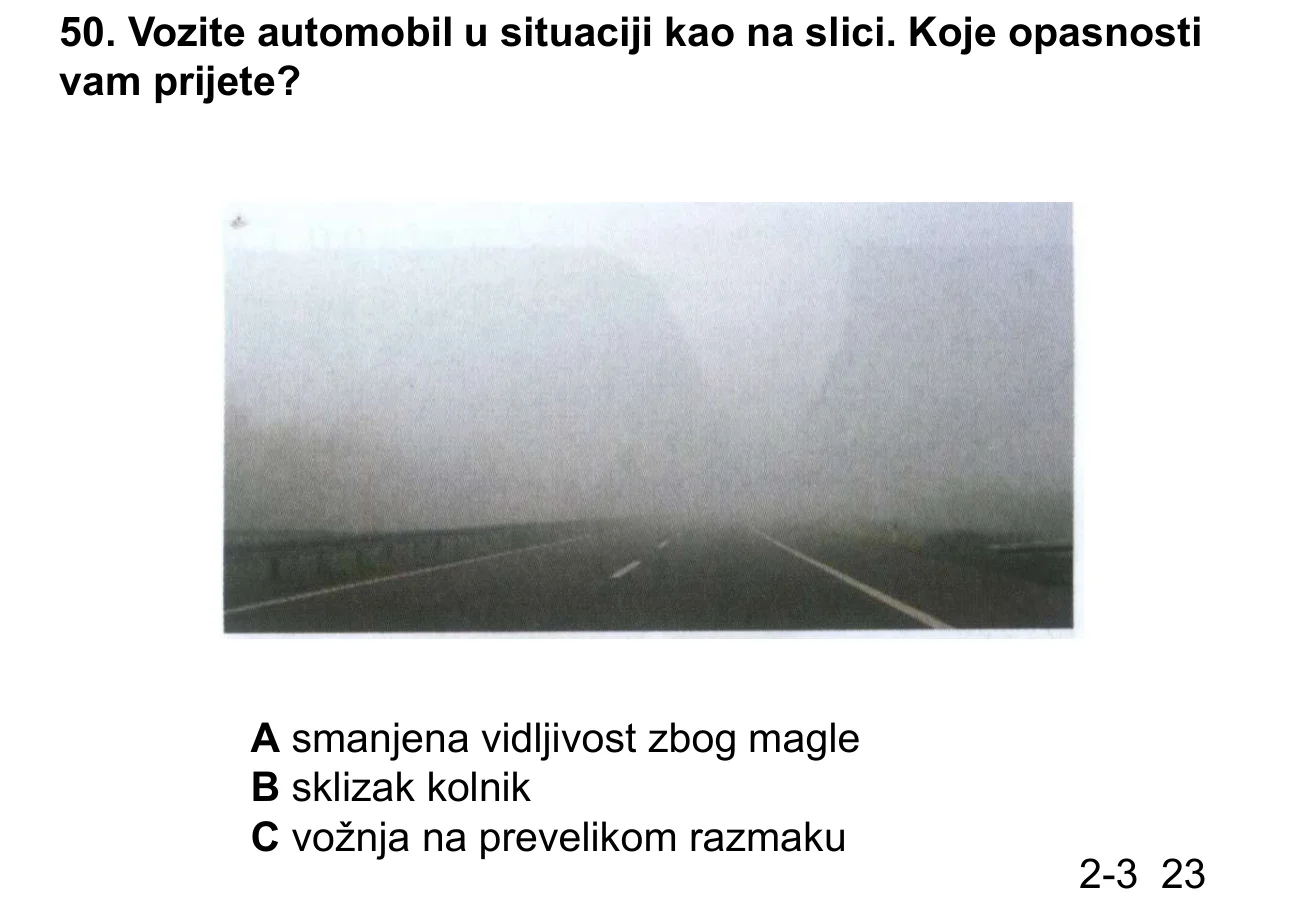 50. Vozite automobil u situaciji kao na slici. Koje opasnosti
vam prijete?
A smanjena vidljivost zbog magle
B sklizak kolnik
C vožnja na prevelikom razmaku
2-3 23